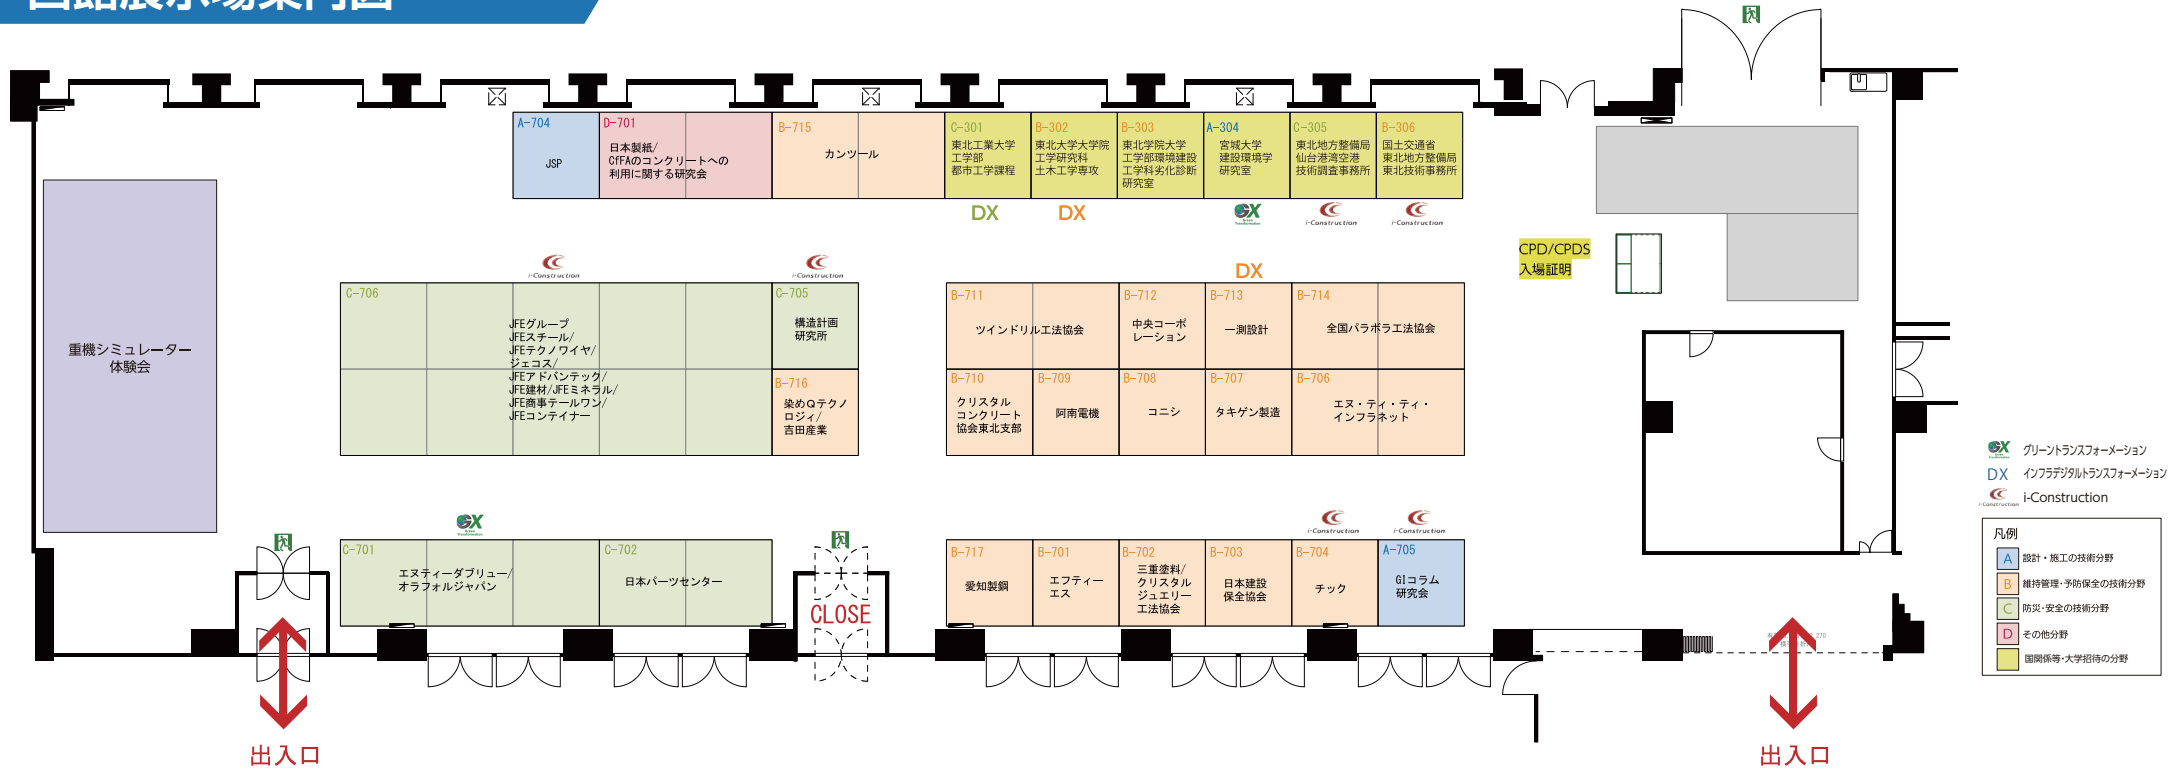 A-704
JSP
D-701
日本製紙/
CfFAのコンクリートへの
利用に関する研究会
B-715
カンツール
C-301
東北工業大学
工学部
都市工学課程
B-302
東北大学大学院
工学研究科
土木工学専攻
B-303
東北学院大学
工学部環境建設
工学科劣化診断
研究室
A-304
宮城大学
建設環境学
研究室
C-305
東北地方整備局
仙台港湾空港
技術調査事務所
B-306
国土交通省
東北地方整備局
東北技術事務所
DX
DX
GX
Green
Transformation
i-Construction
i-Construction
CPD/CPDS
入場証明
i-Construction
i-Construction
DX
重機シミュレーター
体験会
C-706
JFEグループ
JFEスチール/
JFEテクノワイヤ/
ジェコス/
JFEアドバンテック/
JFE建材/JFEミネラル/
JFE商事テールワン/
JFEコンテイナー
C-705
構造計画
研究所
B-716
染めQテクノ
ロジィ/
吉田産業
B-711
ツインドリル工法協会
B-712
中央コーポ
レーション
B-713
一測設計
B-714
全国パラボラ工法協会
B-710
クリスタル
コンクリート
協会東北支部
B-709
阿南電機
B-708
コニシ
B-707
タキゲン製造
B-706
エヌ・ティ・ティ・
インフラネット
GX
Green
Transformation
i-Construction
i-Construction
C-701
エヌティーダブリュー/
オラフォルジャパン
C-702
日本パーツセンター
CLOSE
B-717
愛知製鋼
B-701
エフティー
エス
B-702
三重塗料/
クリスタル
ジュエリー
工法協会
B-703
日本建設
保全協会
B-704
チック
A-705
GIコラム
研究会
出入口
出入口
GX
Green
Transformation
グリーントランスフォーメーション
DX
インフラデジタルトランスフォーメーション
i-Construction
i-Construction
凡例
A
設計・施工の技術分野
B
維持管理・予防保全の技術分野
C
防災・安全の技術分野
D
その他分野
国関係等・大学招待の分野